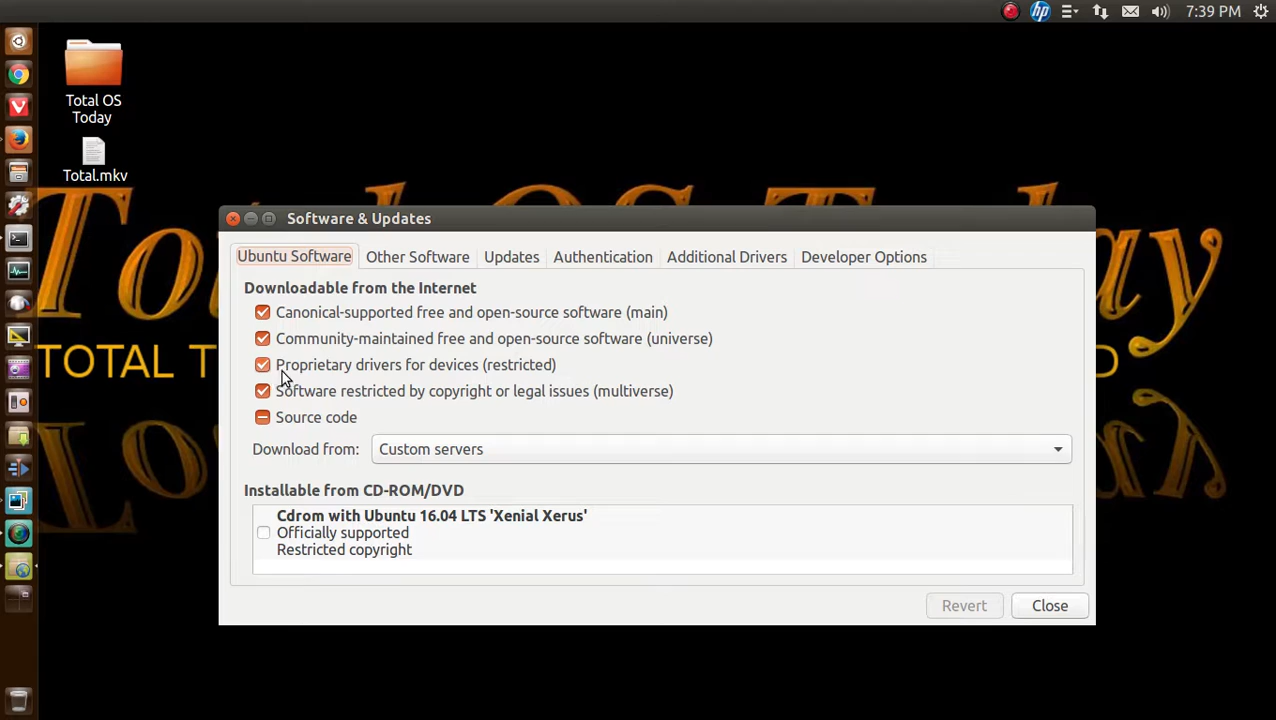 7:39 PM
Total OS
Today
Total.mkv
Total OS Today
TOTAL T
Software & Updates
Ubuntu Software
Other Software
Updates
Authentication
Additional Drivers
Developer Options
Downloadable from the Internet
Canonical-supported free and open-source software (main)
Community-maintained free and open-source software (universe)
Proprietary drivers for devices (restricted)
Software restricted by copyright or legal issues (multiverse)
Source code
Download from:
Custom servers
Installable from CD-ROM/DVD
Cdrom with Ubuntu 16.04 LTS 'Xenial Xerus'
Officially supported
Restricted copyright
Revert
Close